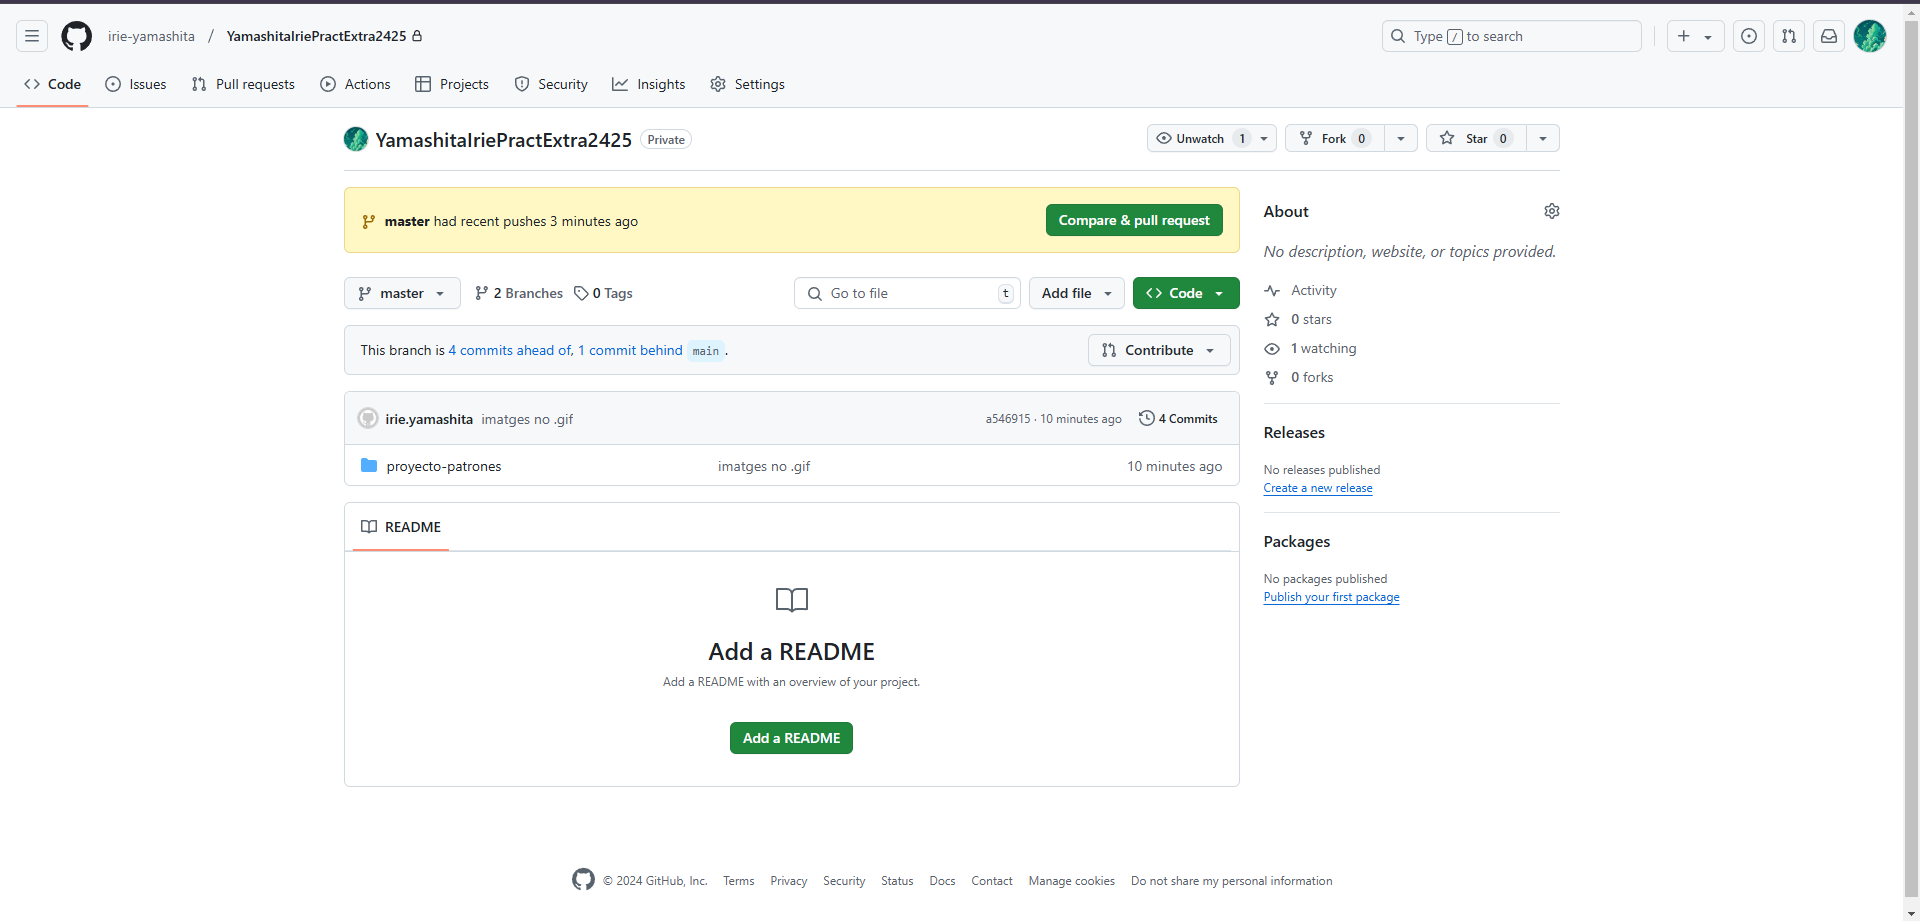 irie-yamashita / YamashitaIriePractExtra2425
Type / to search
Code Issues Pull requests Actions Projects Security Insights Settings
YamashitaIriePractExtra2425 Private
Unwatch 1 Fork 0 Star 0
master had recent pushes 3 minutes ago
Compare & pull request
master 2 Branches 0 Tags
Go to file t
Add file
Code
This branch is 4 commits ahead of, 1 commit behind main .
Contribute
irie.yamashita imatges no .gif a546915 · 10 minutes ago 4 Commits
proyecto-patrones imatges no .gif 10 minutes ago
README
Add a README
Add a README with an overview of your project.
Add a README
About
No description, website, or topics provided.
Activity
0 stars
1 watching
0 forks
Releases
No releases published
Create a new release
Packages
No packages published
Publish your first package
© 2024 GitHub, Inc. Terms Privacy Security Status Docs Contact Manage cookies Do not share my personal information